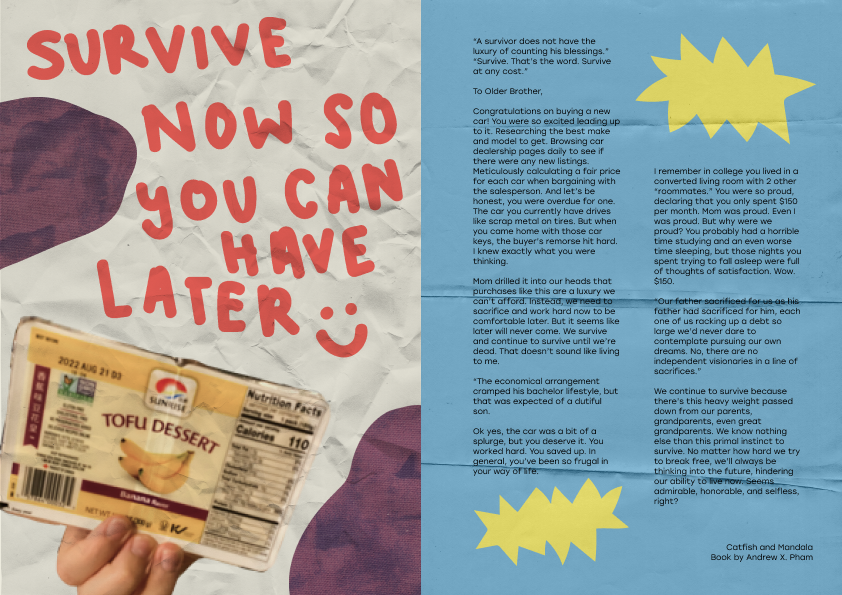 SURVIVE
NOW SO
YOU CAN
HAVE
LATER
2022 AUG 21 D3
SUNRISE
TOFU DESSERT
Banana flavor
Nutrition Facts
Calories 110
"A survivor does not have the
luxury of counting his blessings."
"Survive. That's the word. Survive
at any cost."
To Older Brother,
Congratulations on buying a new
car! You were so excited leading up
to it. Researching the best make
and model to get. Browsing car
dealership pages daily to see if
there were any new listings.
Meticulously calculating a fair price
for each car when bargaining with
the salesperson. And let's be
honest, you were overdue for one.
The car you currently have drives
like scrap metal on tires. But when
you came home with those car
keys, the buyer's remorse hit hard.
I knew exactly what you were
thinking.
Mom drilled it into our heads that
purchases like this are a luxury we
can't afford. Instead, we need to
sacrifice and work hard now to be
comfortable later. But it seems like
later will never come. We survive
and continue to survive until we're
dead. That doesn't sound like living
to me.
"The economical arrangement
cramped his bachelor lifestyle, but
that was expected of a dutiful
son.
Ok yes, the car was a bit of a
splurge, but you deserve it. You
worked hard. You saved up. In
general, you've been so frugal in
your way of life.
I remember in college you lived in a
converted living room with 2 other
"roommates." You were so proud,
declaring that you only spent $150
per month. Mom was proud. Even I
was proud. But why were we
proud? You probably had a horrible
time studying and an even worse
time sleeping, but those nights you
spent trying to fall asleep were full
of thoughts of satisfaction. Wow.
$150.
"Our father sacrificed for us as his
father had sacrificed for him, each
one of us racking up a debt so
large we'd never dare to
contemplate pursuing our own
dreams. No, there are no
independent visionaries in a line of
sacrifices."
We continue to survive because
there's this heavy weight passed
down from our parents,
grandparents, even great
grandparents. We know nothing
else than this primal instinct to
survive. No matter how hard we try
to break free, we'll always be
thinking into the future, hindering
our ability to live now. Seems
admirable, honorable, and selfless,
right?
Catfish and Mandala
Book by Andrew X. Pham